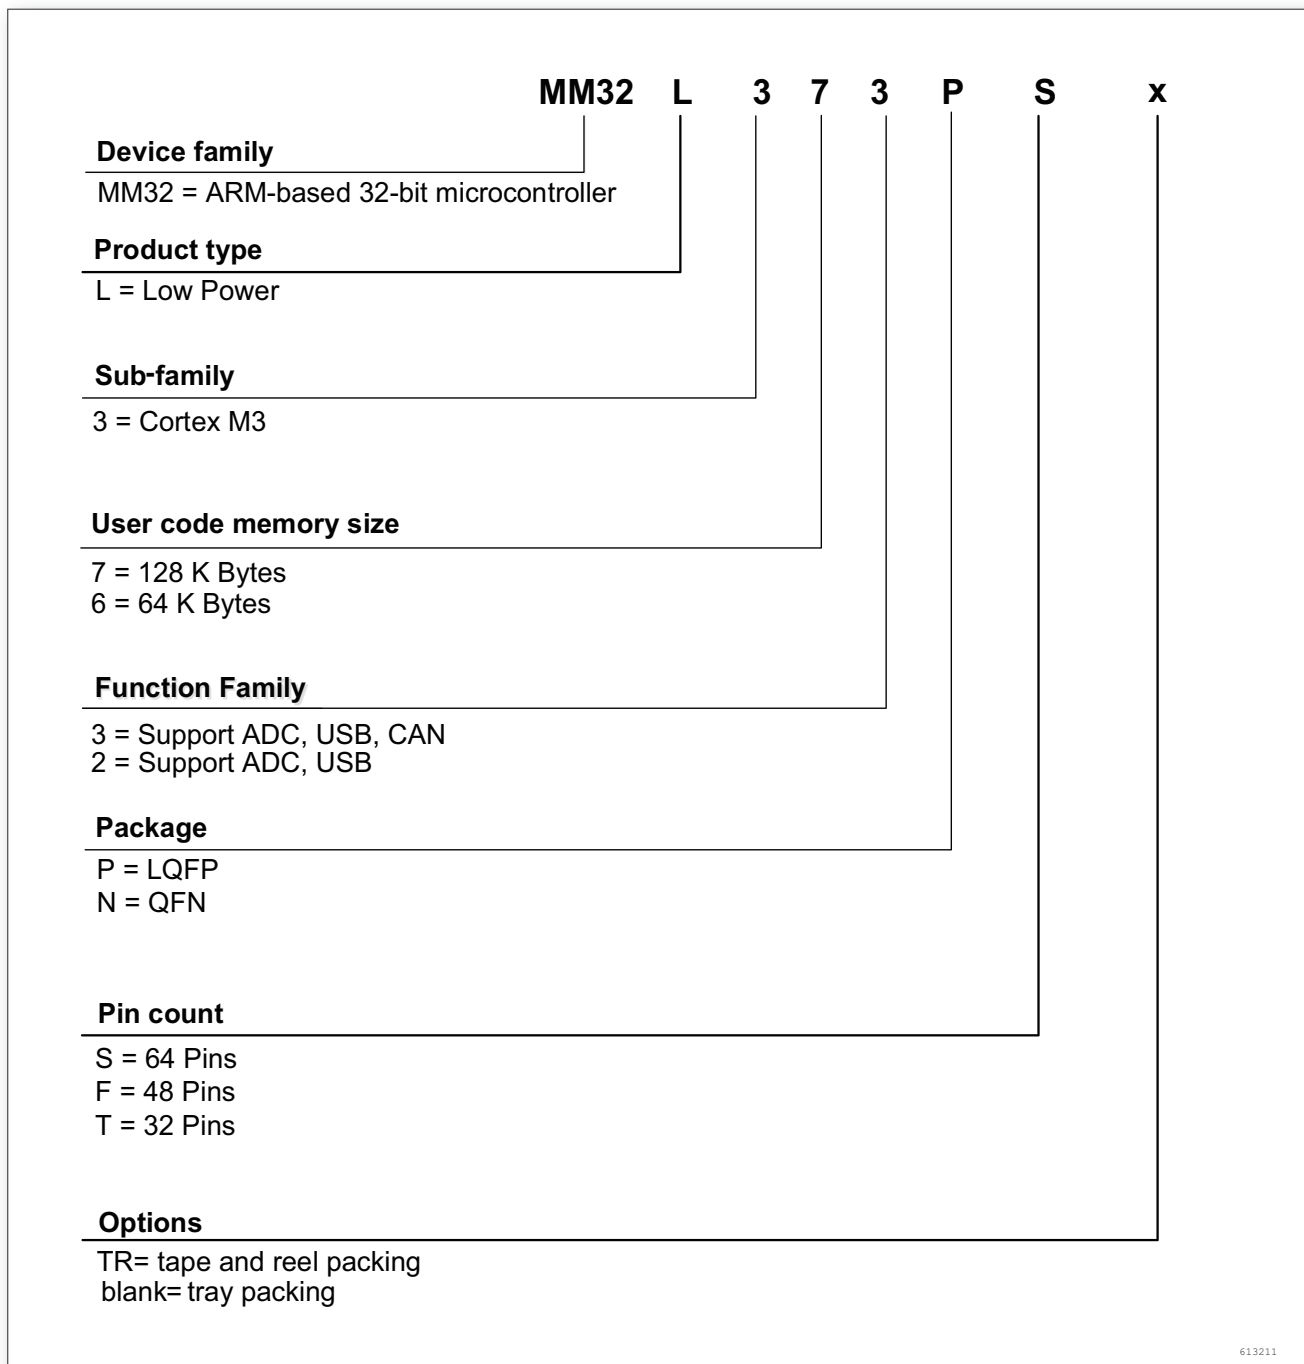 MM32 L 3 7 3 P S x
Device family
MM32 = ARM-based 32-bit microcontroller
Product type
L = Low Power
Sub-family
3 = Cortex M3
User code memory size
7 = 128 K Bytes
6 = 64 K Bytes
Function Family
3 = Support ADC, USB, CAN
2 = Support ADC, USB
Package
P = LQFP
N = QFN
Pin count
S = 64 Pins
F = 48 Pins
T = 32 Pins
Options
TR= tape and reel packing
blank= tray packing
613211